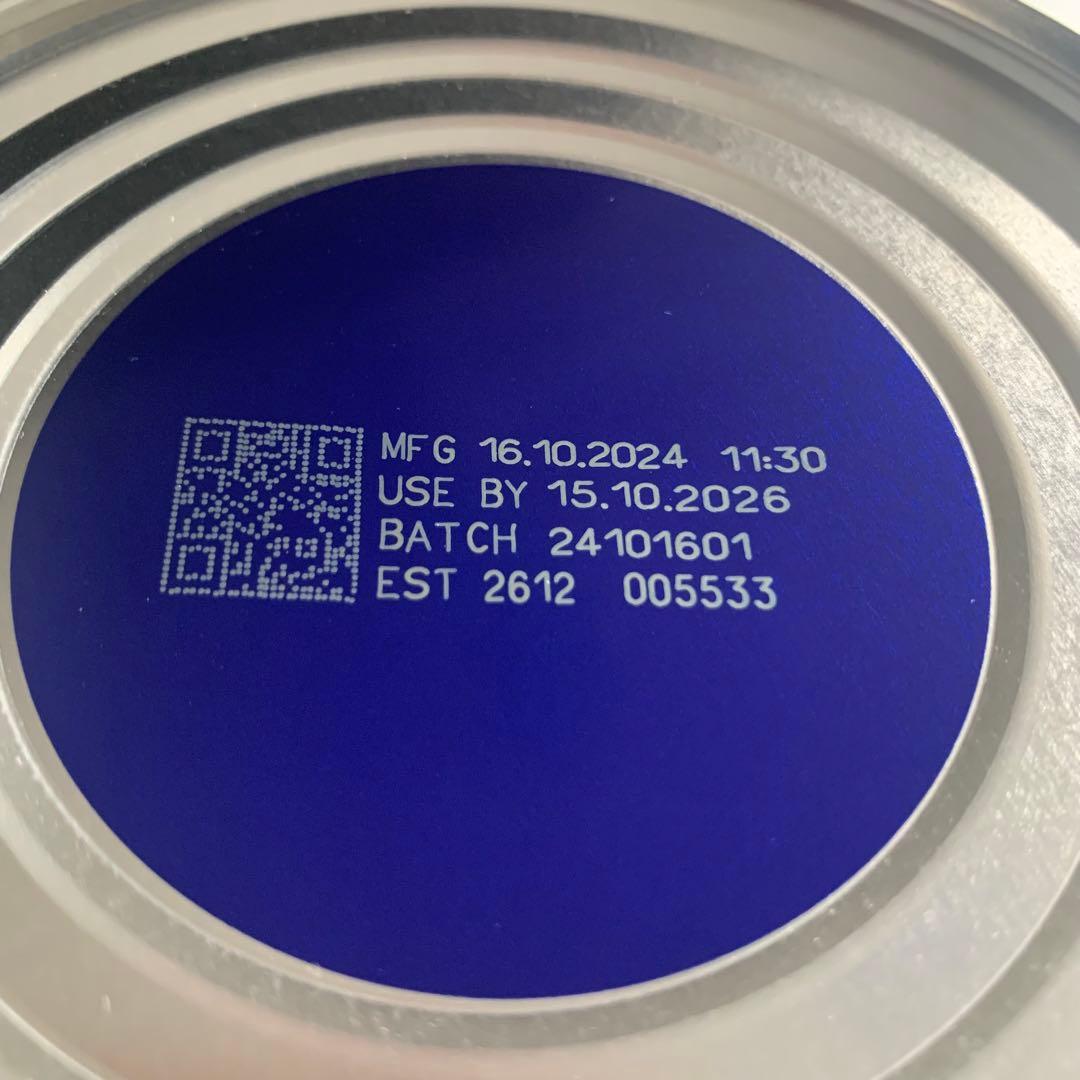 MFG 16.10.2024 11:30
USE BY 15.10.2026
BATCH 24101601
EST 2612 005533